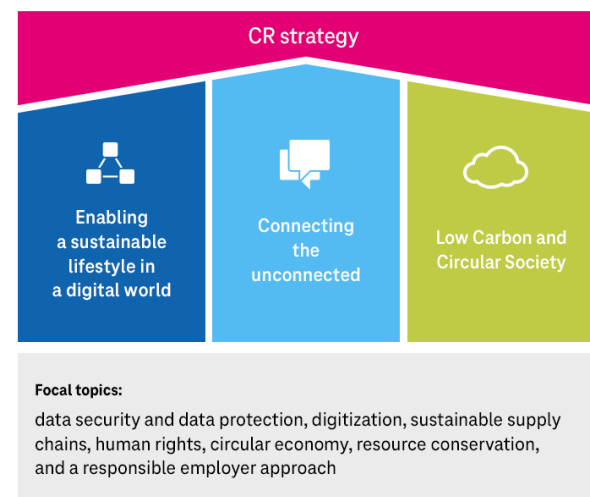 CR strategy
Enabling
a sustainable
lifestyle in
a digital world
Connecting
the
unconnected
Low Carbon and
Circular Society
Focal topics:
data security and data protection, digitization, sustainable supply
chains, human rights, circular economy, resource conservation,
and a responsible employer approach